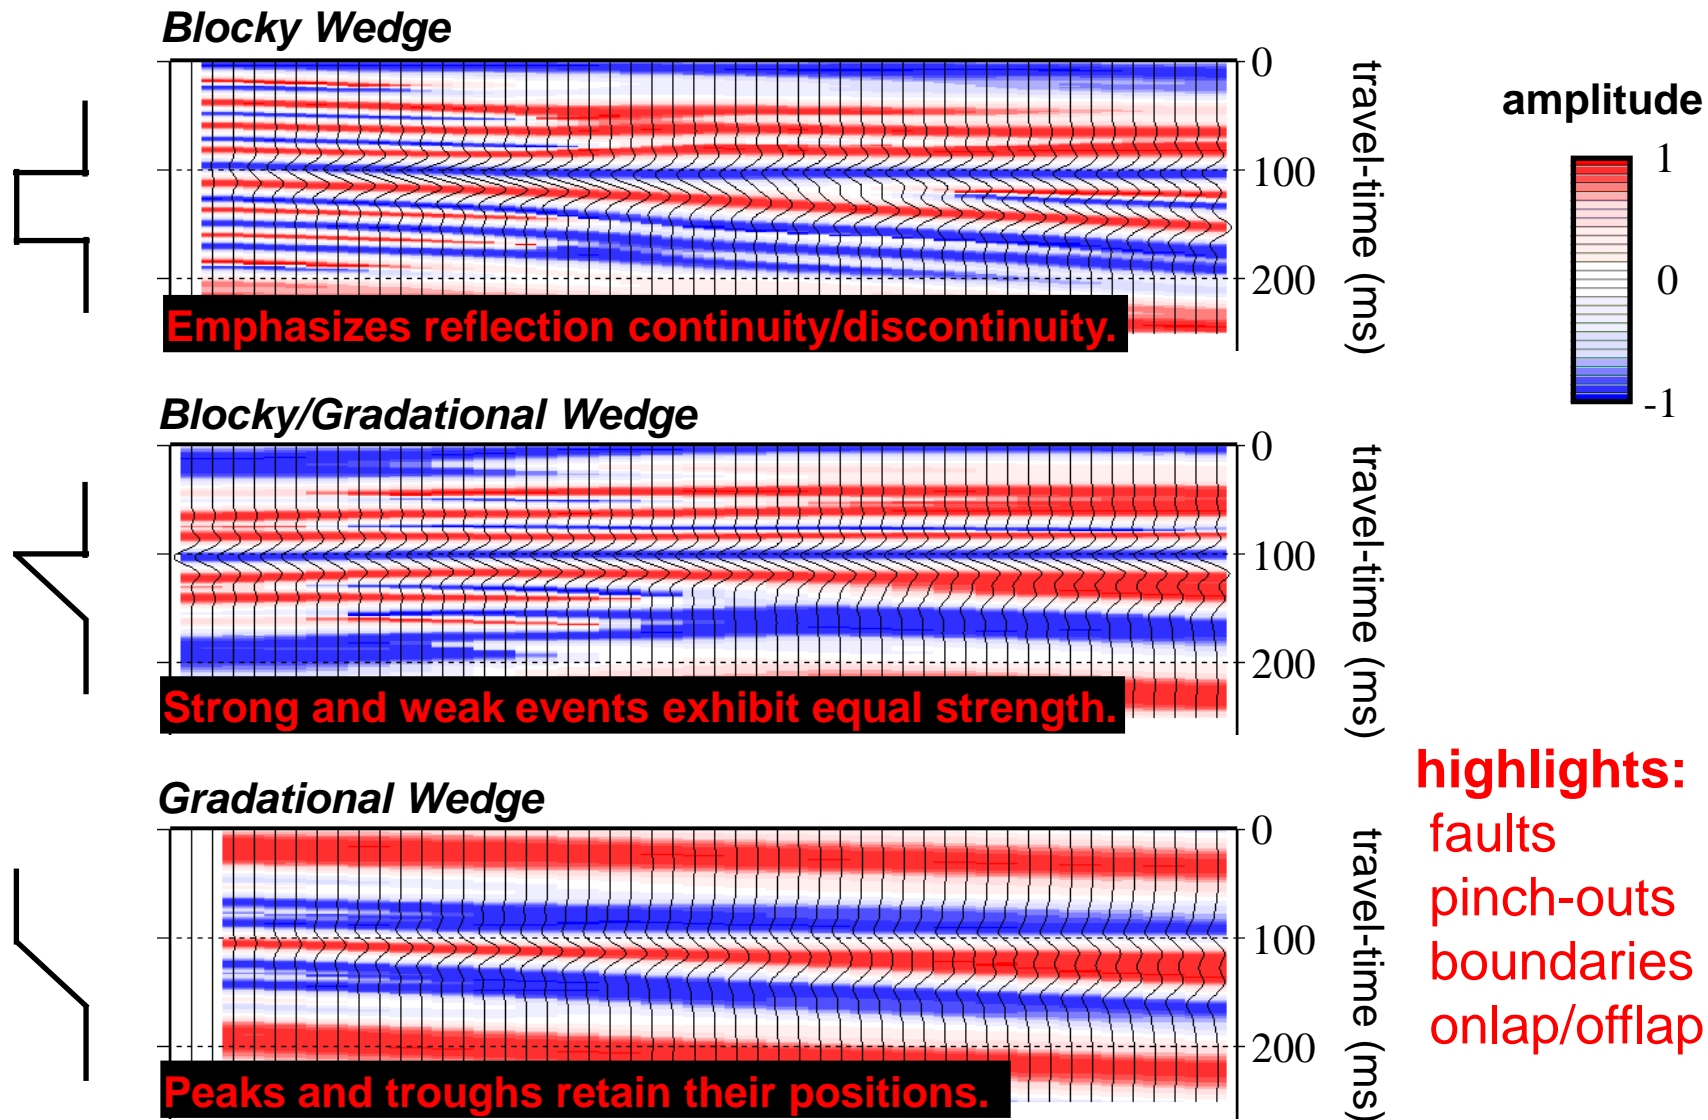 Blocky Wedge
0
100
200
travel-time (ms)
Emphasizes reflection continuity/discontinuity.
amplitude
1
0
-1
Blocky/Gradational Wedge
0
100
200
travel-time (ms)
Strong and weak events exhibit equal strength.
Gradational Wedge
0
100
200
travel-time (ms)
Peaks and troughs retain their positions.
highlights:
faults
pinch-outs
boundaries
onlap/offlap